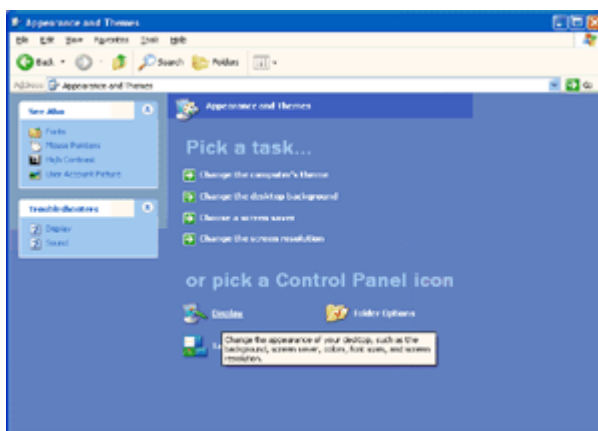 Appearance and Themes
File Edit View Favorites Tools Help
Back Search Folders
Address Appearance and Themes Go
See Also
Fonts
Mouse Pointers
High Contrast
User Account Picture
Troubleshooters
Display
Sound
Appearance and Themes
Pick a task...
Change the computer's theme
Change the desktop background
Choose a screen saver
Change the screen resolution
or pick a Control Panel icon
Display Folder Options
Change the appearance of your desktop, such as the
background, screen saver, colors, font sizes, and screen
resolution.